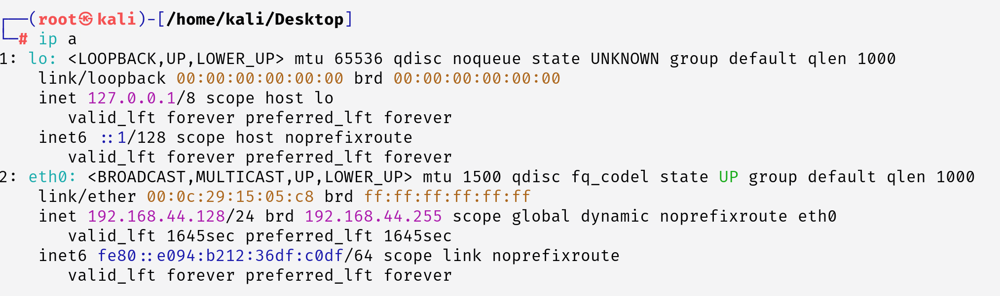 ┌──(root㉿kali)-[/home/kali/Desktop]
└─# ip a
1: lo: <LOOPBACK,UP,LOWER_UP> mtu 65536 qdisc noqueue state UNKNOWN group default qlen 1000
    link/loopback 00:00:00:00:00:00 brd 00:00:00:00:00:00
    inet 127.0.0.1/8 scope host lo
       valid_lft forever preferred_lft forever
    inet6 ::1/128 scope host noprefixroute
       valid_lft forever preferred_lft forever
2: eth0: <BROADCAST,MULTICAST,UP,LOWER_UP> mtu 1500 qdisc fq_codel state UP group default qlen 1000
    link/ether 00:0c:29:15:05:c8 brd ff:ff:ff:ff:ff:ff
    inet 192.168.44.128/24 brd 192.168.44.255 scope global dynamic noprefixroute eth0
       valid_lft 1645sec preferred_lft 1645sec
    inet6 fe80::e094:b212:36df:c0df/64 scope link noprefixroute
       valid_lft forever preferred_lft forever